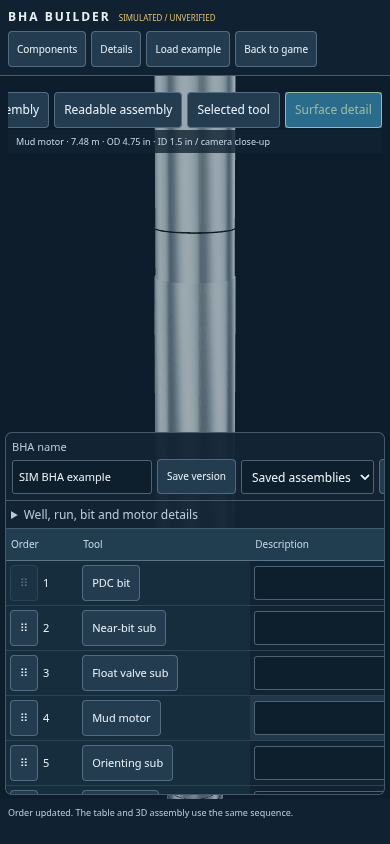 BHA BUILDER SIMULATED / UNVERIFIED
Components Details Load example Back to game
embly Readable assembly Selected tool Surface detail
Mud motor · 7.48 m · OD 4.75 in · ID 1.5 in / camera close-up
BHA name
SIM BHA example Save version Saved assemblies
Well, run, bit and motor details
Order Tool Description
1 PDC bit
2 Near-bit sub
3 Float valve sub
4 Mud motor
5 Orienting sub
Order updated. The table and 3D assembly use the same sequence.